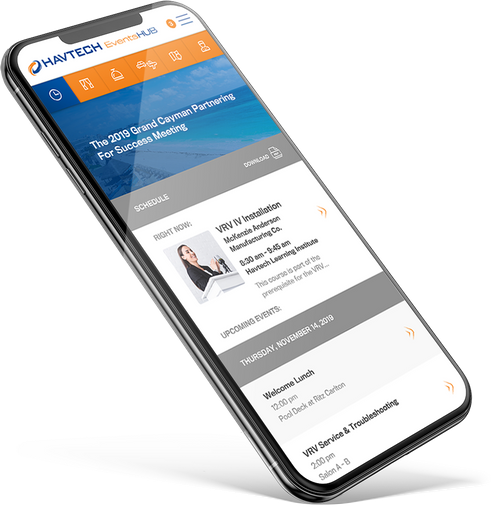 HAVTECH EventsHUB
The 2019 Grand Cayman Partnering
For Success Meeting
DOWNLOAD
SCHEDULE
RIGHT NOW:
VRV IV Installation
McKenzie Anderson
Manufacturing Co.
8:30 am - 9:45 am
Havtech Learning Institute
This course is part of the
prerequisite for the VRV...
UPCOMING EVENTS:
THURSDAY, NOVEMBER 14, 2019
Welcome Lunch
12:00 pm
Pool Deck at Ritz Carlton
VRV Service & Troubleshooting
2:00 pm
Salon A - B